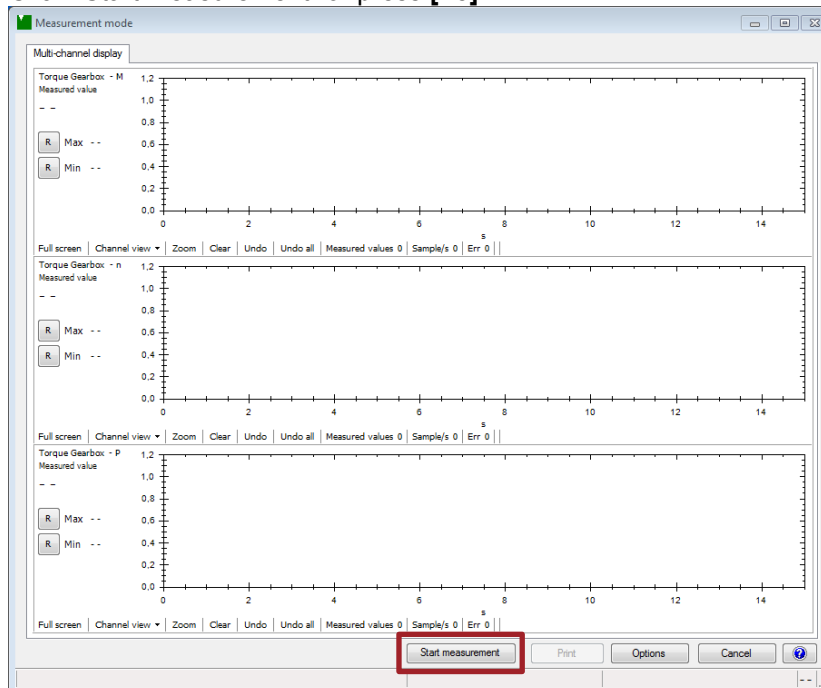 Measurement mode
Multi-channel display
Torque Gearbox - M
Measured value
- -
R Max - -
R Min - -
1,2
1,0
0,8
0,6
0,4
0,2
0,0
0 2 4 6 8 10 12 14
s
Full screen | Channel view | Zoom | Clear | Undo | Undo all | Measured values 0 | Sample/s 0 | Err 0 ||
Torque Gearbox - n
Measured value
- -
R Max - -
R Min - -
1,2
1,0
0,8
0,6
0,4
0,2
0,0
0 2 4 6 8 10 12 14
s
Full screen | Channel view | Zoom | Clear | Undo | Undo all | Measured values 0 | Sample/s 0 | Err 0 ||
Torque Gearbox - P
Measured value
- -
R Max - -
R Min - -
1,2
1,0
0,8
0,6
0,4
0,2
0,0
0 2 4 6 8 10 12 14
s
Full screen | Channel view | Zoom | Clear | Undo | Undo all | Measured values 0 | Sample/s 0 | Err 0 ||
Start measurement Print Options Cancel ?
- -